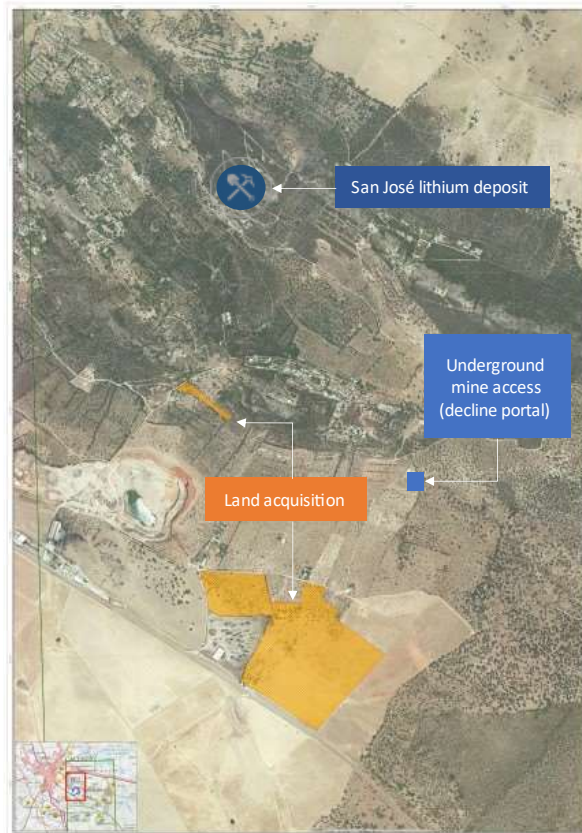 San José lithium deposit
Underground
mine access
(decline portal)
Land acquisition